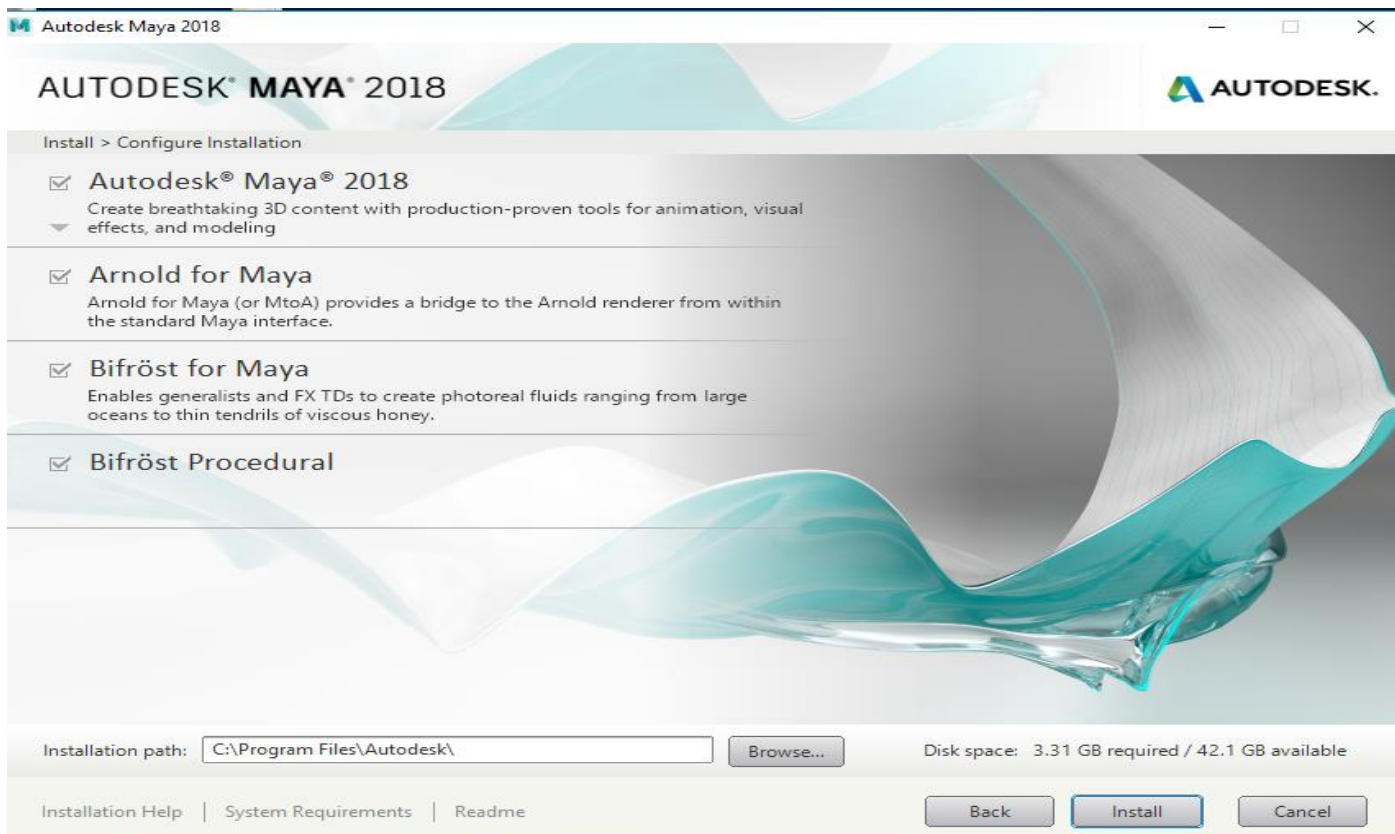 Autodesk Maya 2018
AUTODESK® MAYA® 2018
AUTODESK.
Install > Configure Installation
Autodesk® Maya® 2018
Create breathtaking 3D content with production-proven tools for animation, visual
effects, and modeling
Arnold for Maya
Arnold for Maya (or MtoA) provides a bridge to the Arnold renderer from within
the standard Maya interface.
Bifröst for Maya
Enables generalists and FX TDs to create photoreal fluids ranging from large
oceans to thin tendrils of viscous honey.
Bifröst Procedural
Installation path: C:\Program Files\Autodesk\ Browse... Disk space: 3.31 GB required / 42.1 GB available
Installation Help | System Requirements | Readme Back Install Cancel